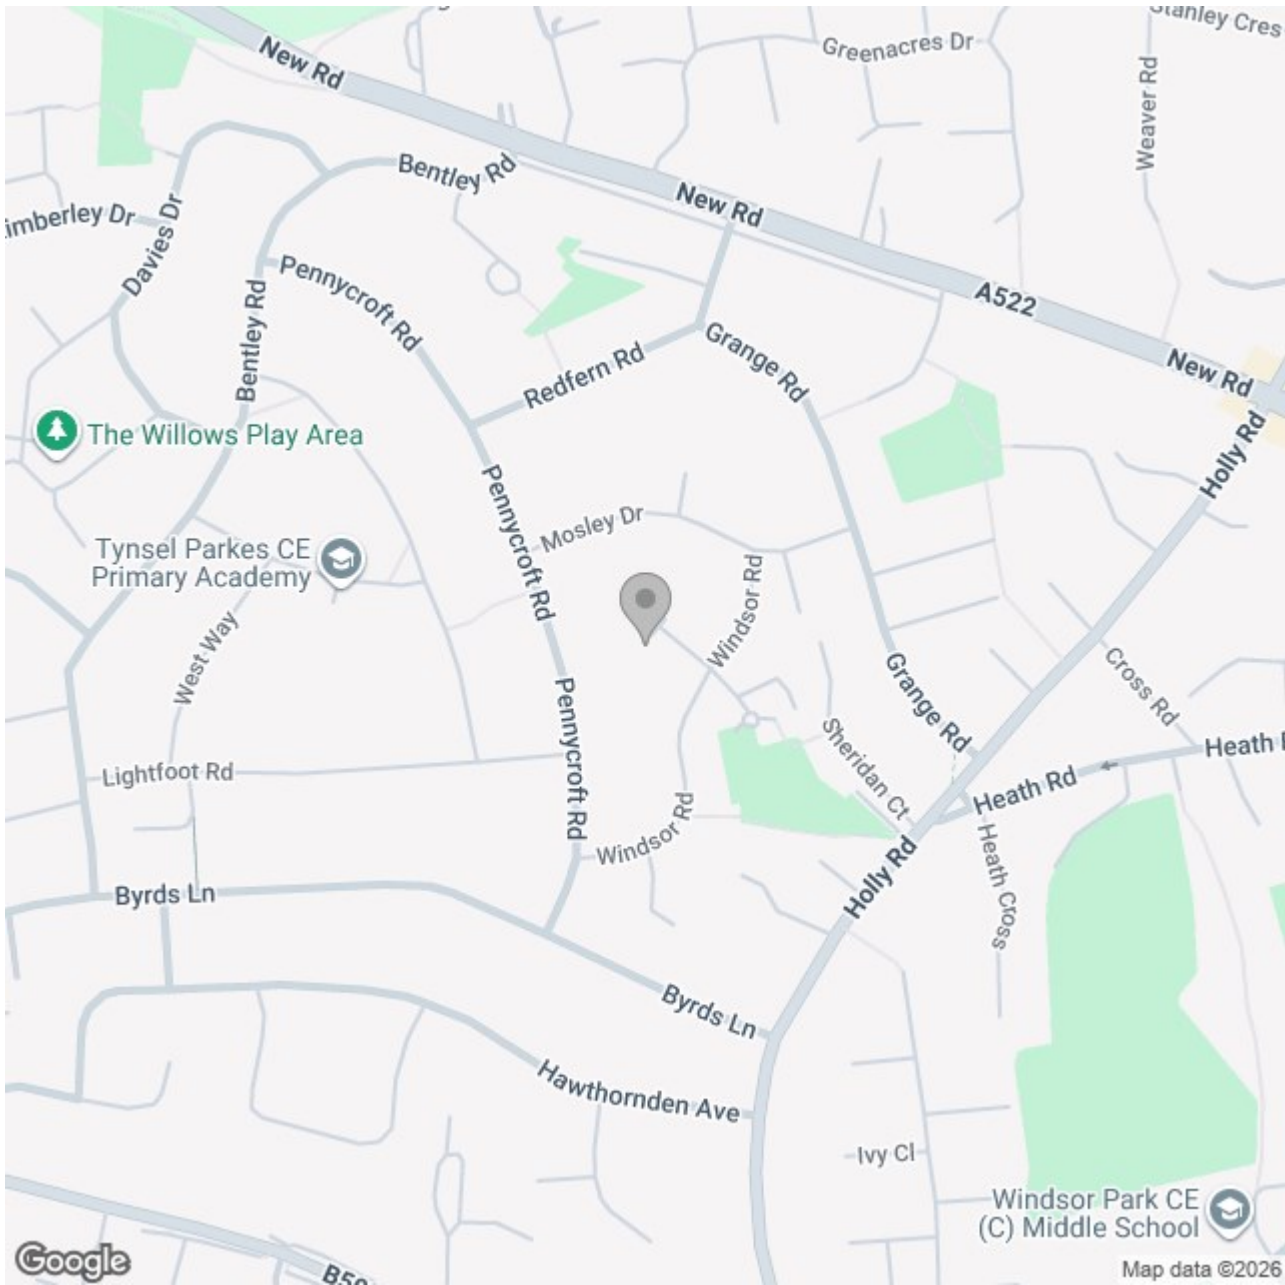 Stanley Cres
New Rd
Greenacres Dr
Weaver Rd
Bentley Rd
New Rd
imberley Dr
Davies Dr
Pennycroft Rd
A522
Bentley Rd
Redfern Rd
Grange Rd
New Rd
Holly Rd
The Willows Play Area
Pennycroft Rd
Mosley Dr
Tynsel Parkes CE
Primary Academy
Windsor Rd
West Way
Cross Rd
Grange Rd
Pennycroft Rd
Sheridan Ct
Heath
Lightfoot Rd
Heath Rd
Windsor Rd
Heath Cross
Holly Rd
Byrds Ln
Byrds Ln
Hawthornden Ave
Ivy Cl
Windsor Park CE
(C) Middle School
Google
B50
Map data ©2026